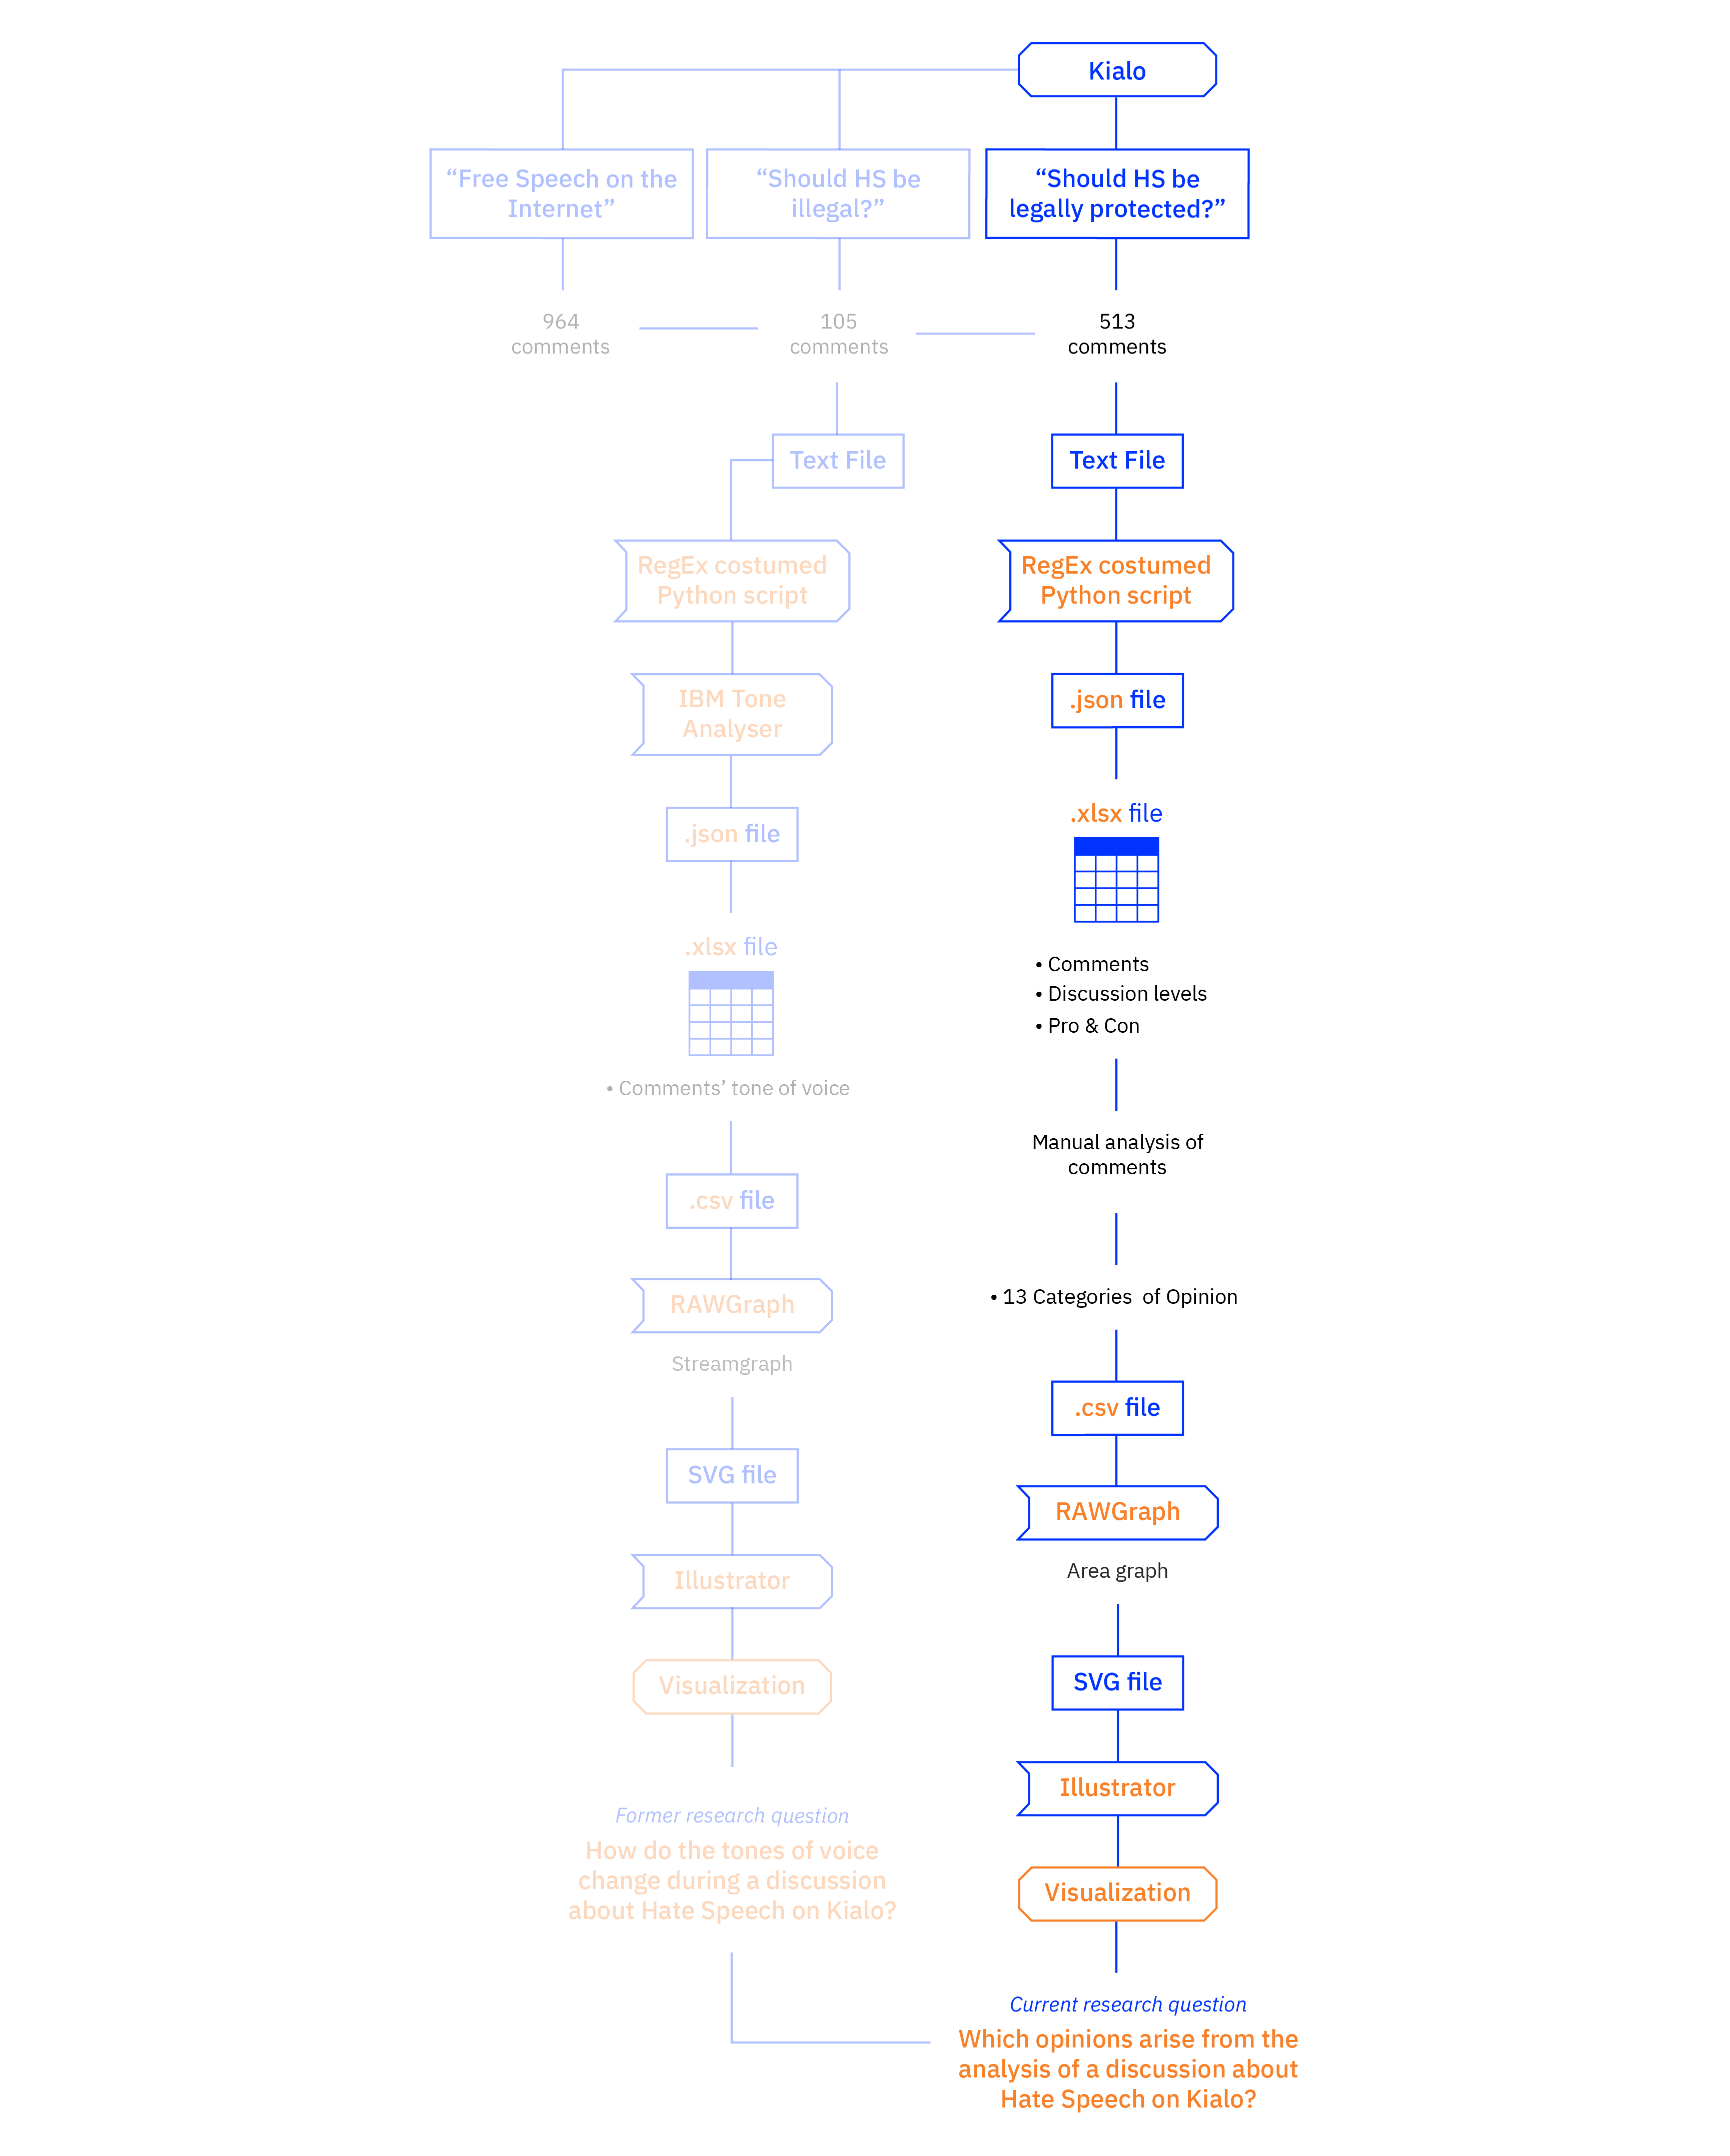 Kialo
“Free Speech on the
Internet”
“Should HS be
illegal?”
“Should HS be
legally protected?”
964
comments
105
comments
513
comments
Text File
RegEx costumed
Python script
IBM Tone
Analyser
.json file
.xlsx file
• Comments’ tone of voice
.csv file
RAWGraph
Streamgraph
SVG file
Illustrator
Visualization
Former research question
How do the tones of voice
change during a discussion
about Hate Speech on Kialo?
Text File
RegEx costumed
Python script
.json file
.xlsx file
• Comments
• Discussion levels
• Pro & Con
Manual analysis of
comments
• 13 Categories  of Opinion
.csv file
RAWGraph
Area graph
SVG file
Illustrator
Visualization
Current research question
Which opinions arise from the
analysis of a discussion about
Hate Speech on Kialo?